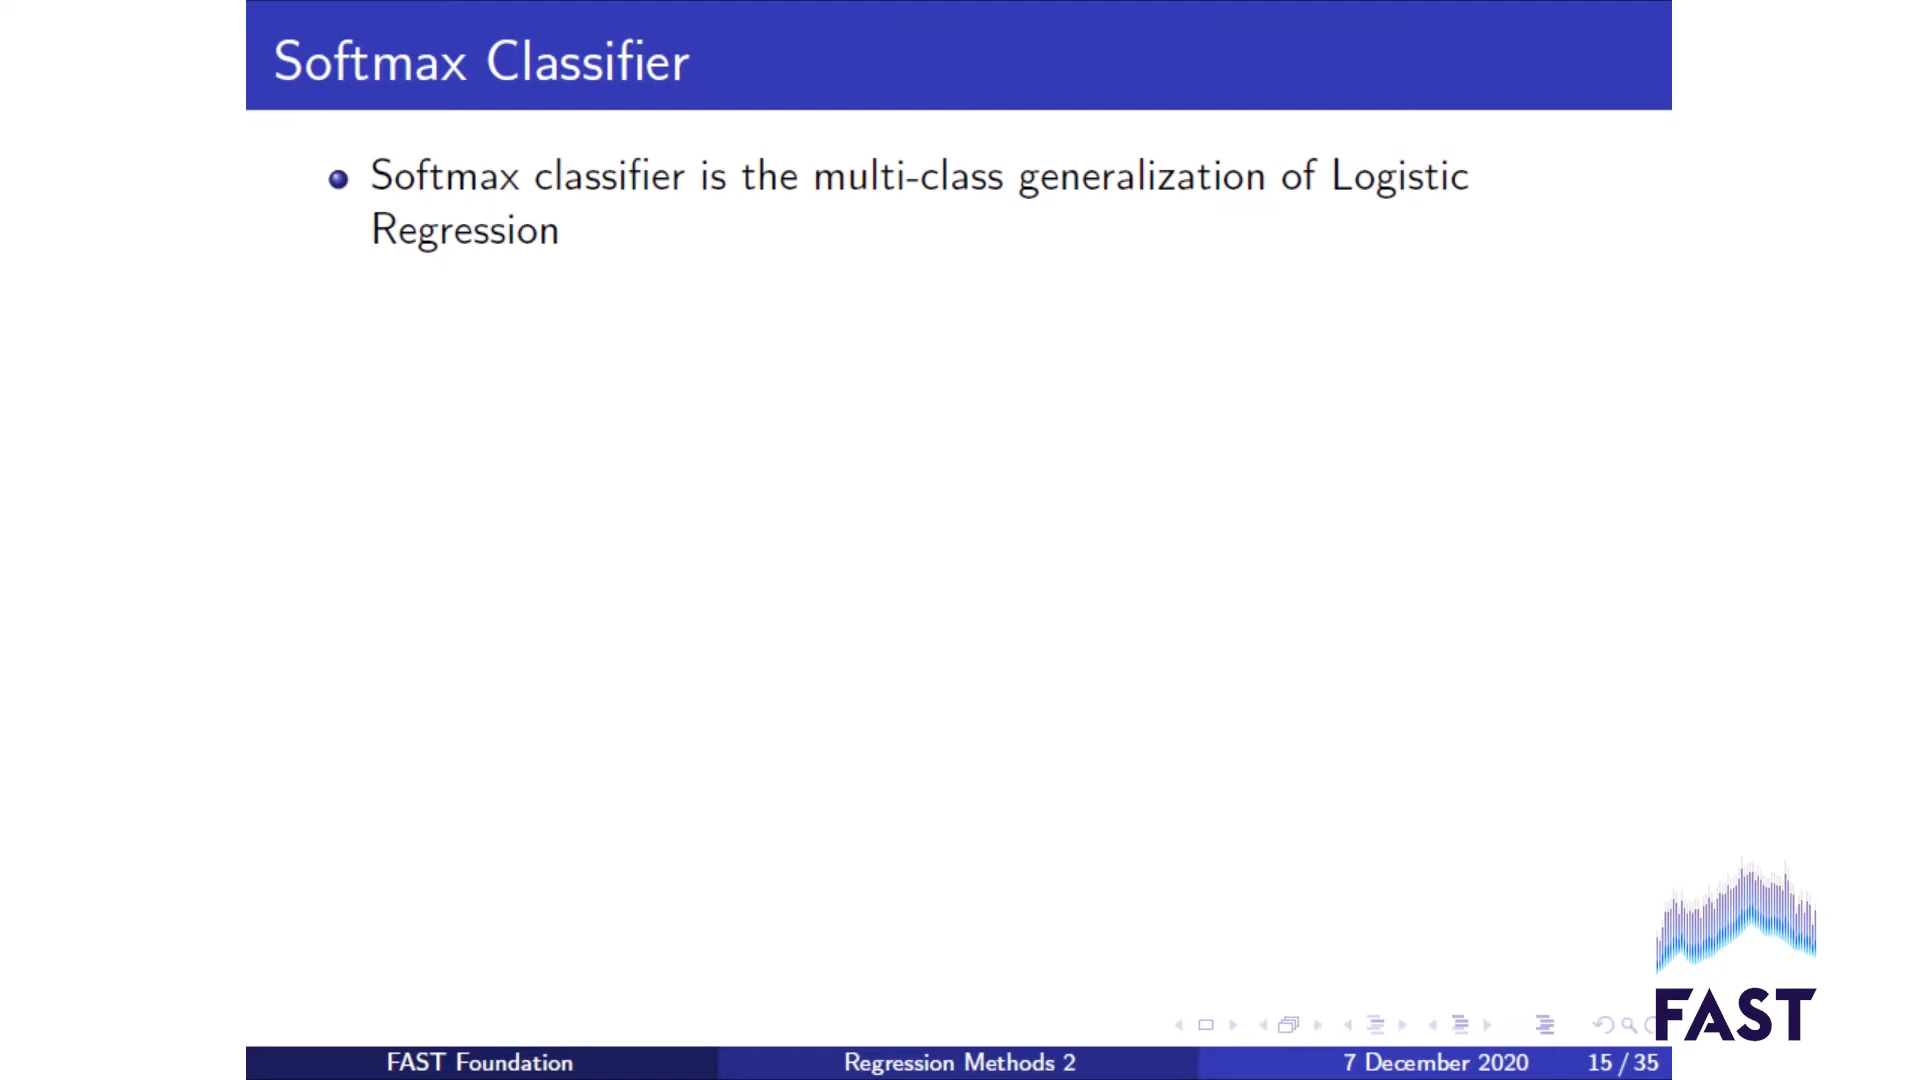 Softmax Classifier
Softmax classifier is the multi-class generalization of Logistic
Regression
FAST
FAST Foundation
Regression Methods 2
7 December 2020
15 / 35